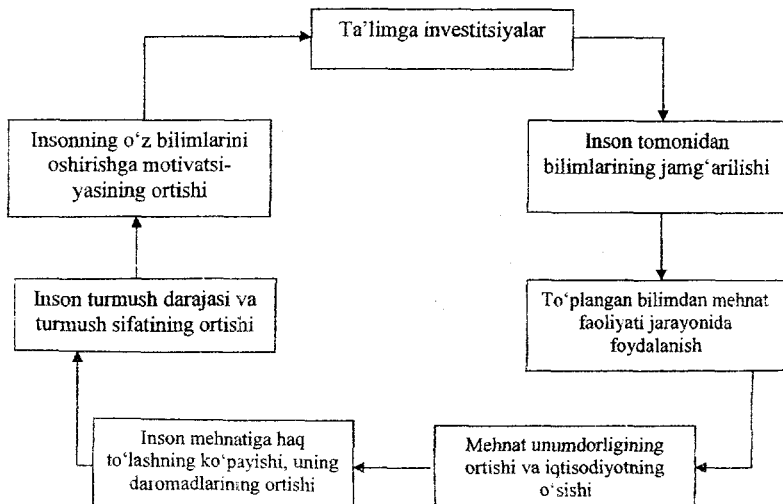 Ta'limga investitsiyalar
Inson tomonidan
bilimlarining jamg'arilishi
To'plangan bilimdan mehnat
faoliyati jarayonida
foydalanish
Mehnat unumdorligining
ortishi va iqtisodiyotning
o'sishi
Inson mehnatiga haq
to'lashning ko'payishi, uning
daromadlarining ortishi
Inson turmush darajasi va
turmush sifatining ortishi
Insonning o'z bilimlarini
oshirishga motivatsi-
yasining ortishi